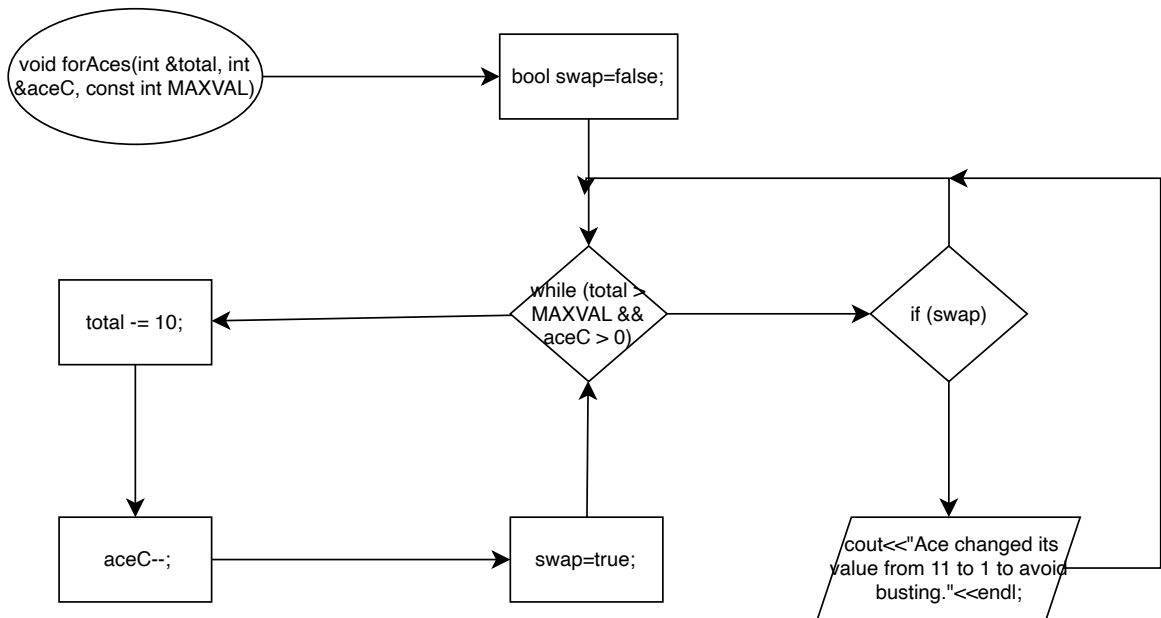 void forAces(int &total, int
&aceC, const int MAXVAL)
bool swap=false;
while (total >
MAXVAL &&
aceC > 0)
if (swap)
total -= 10;
aceC--;
swap=true;
cout<<"Ace changed its
value from 11 to 1 to avoid
busting."<<endl;